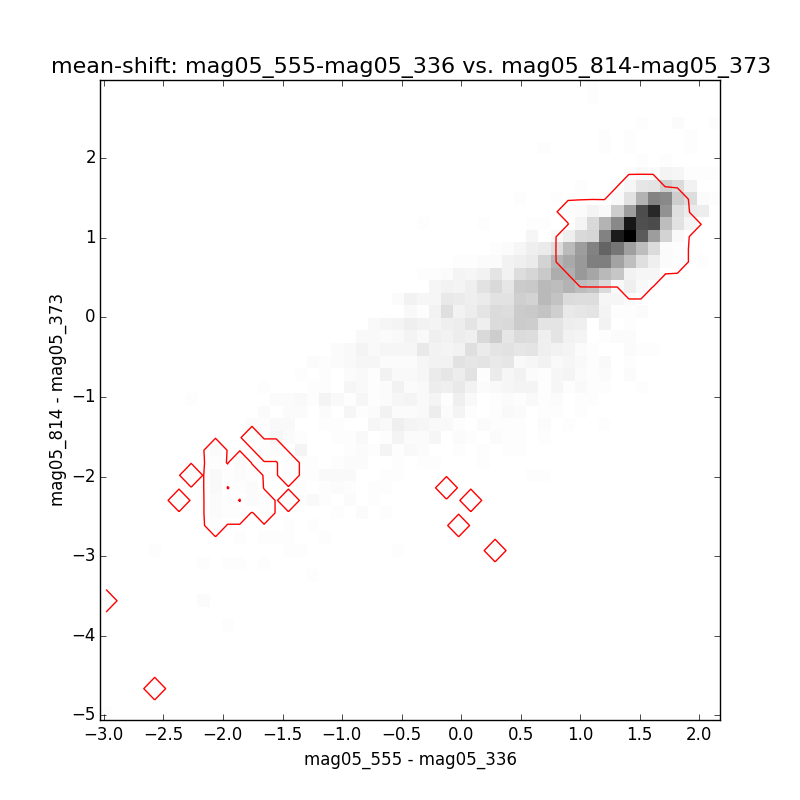 mean-shift: mag05_555-mag05_336 vs. mag05_814-mag05_373
2
1
0
−1
−2
−3
−4
−5
mag05_814 - mag05_373
−3.0 −2.5 −2.0 −1.5 −1.0 −0.5 0.0 0.5 1.0 1.5 2.0
mag05_555 - mag05_336